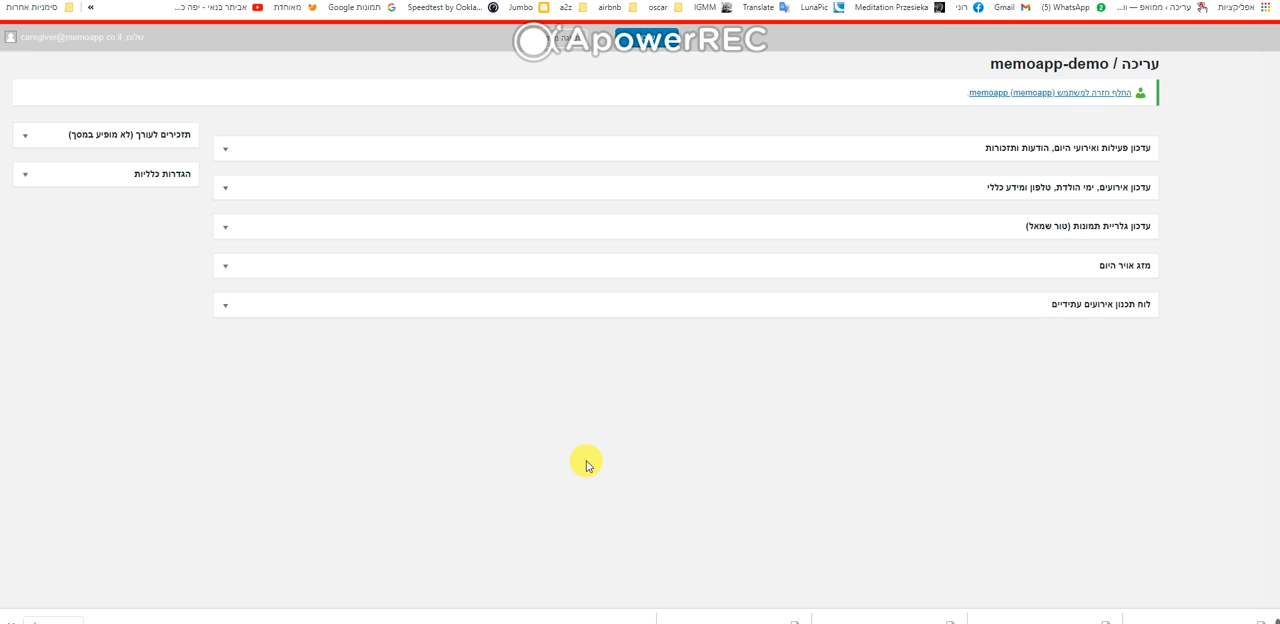 אפליקציות עריכה ‹ ממואפ — וו... (5) WhatsApp Gmail רוני Meditation Przesieka LunaPic Translate IGMM oscar airbnb a2z Jumbo Speedtest by Ookla... Google תמונות מאוחדת אביתר בנאי - יפה כ... » סימניות אחרות
שלום, caregiver@memoapp.co.il
ApowerREC
עריכה / memoapp-demo
החלף חזרה למשתמש memoapp (memoapp).
עדכון פעילות ואירועי היום, הודעות ותזכורות
עדכון אירועים, ימי הולדת, טלפון ומידע כללי
עדכון גלריית תמונות (טור שמאל)
מזג אויר היום
לוח תכנון אירועים עתידיים
תזכירים לעורך (לא מופיע במסך)
הגדרות כלליות